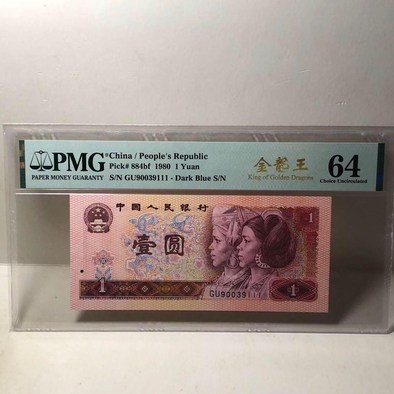 PMG
PAPER MONEY GUARANTY
China / People's Republic
Pick# 884bf 1980 1 Yuan
S/N GU90039111 - Dark Blue S/N
金龍王
King of Golden Dragons
64
Choice Uncirculated
中国人民银行
1
壹圆
GU90039111
1
1